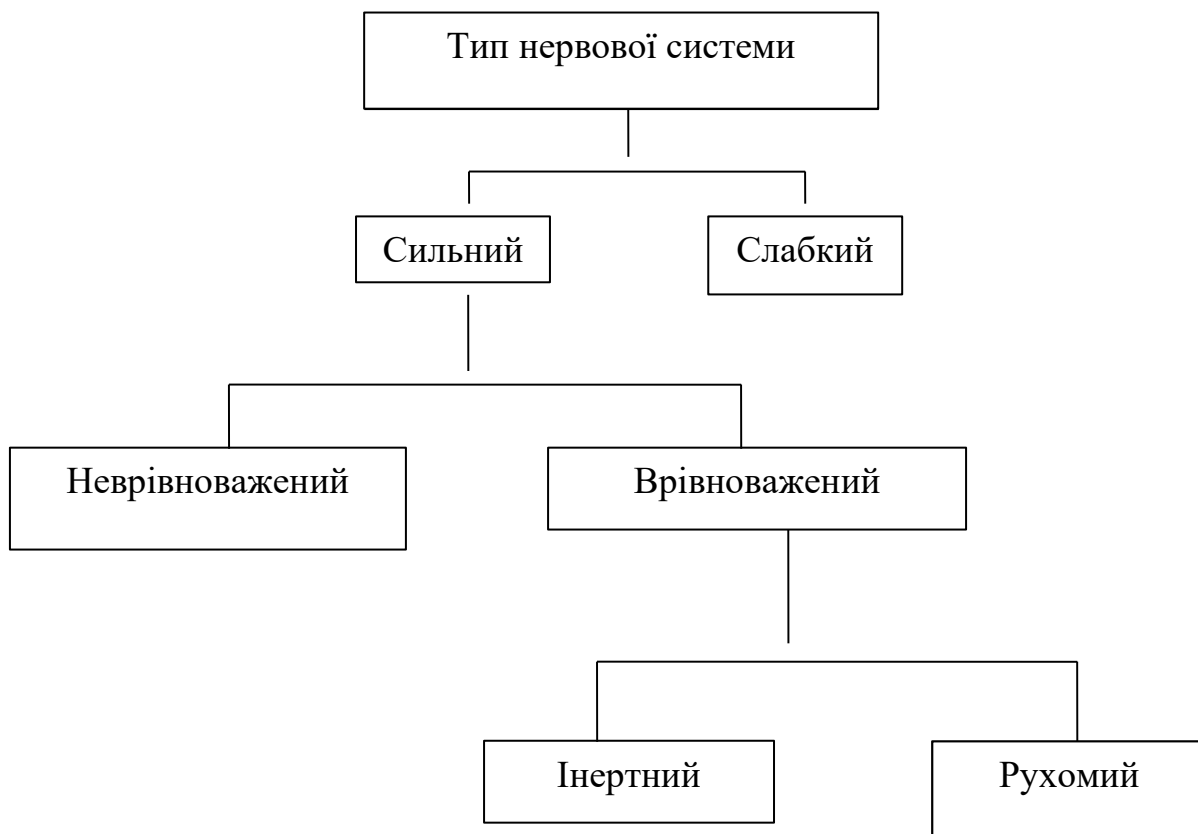 Тип нервової системи
Сильний
Слабкий
Неврівноважений
Врівноважений
Інертний
Рухомий